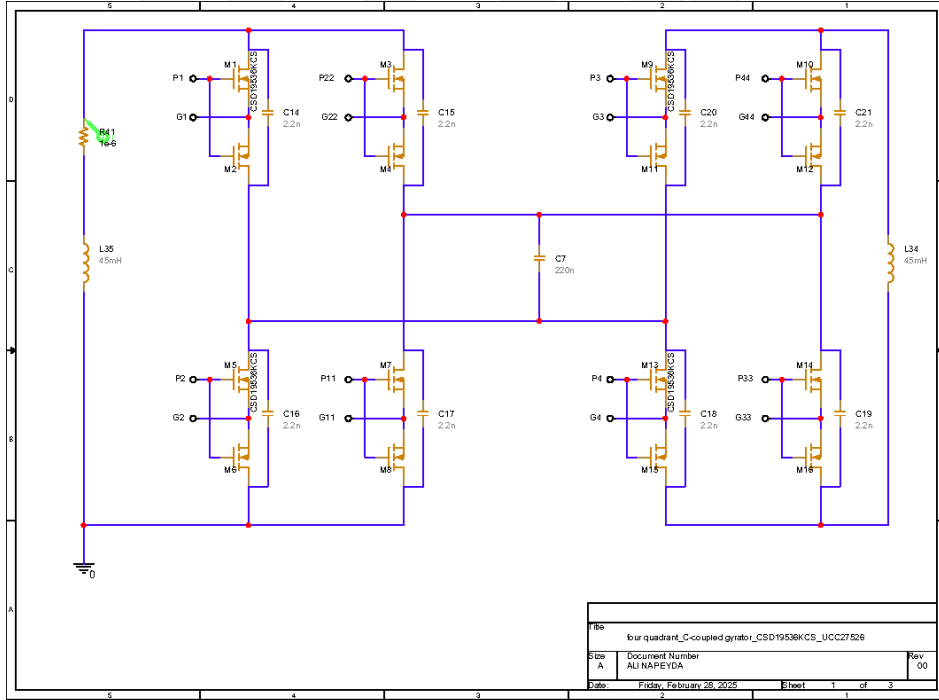 5
4
3
2
1
D
D
C
C
B
B
A
A
P1
M1
CSD19536KCS
G1
C14
2.2n
M2
P22
M3
G22
C15
2.2n
M4
P3
M9
CSD19536KCS
G3
C20
2.2n
M11
P44
M10
G44
C21
2.2n
M12
R41
1e-6
L35
45mH
C7
220n
L34
45mH
P2
M5
CSD19536KCS
G2
C16
2.2n
M6
P11
M7
G11
C17
2.2n
M8
P4
M13
CSD19536KCS
G4
C18
2.2n
M15
P33
M14
G33
C19
2.2n
M16
0
Title
four quadrant_C-coupled gyrator_CSD19536KCS_UCC27526
Size
A
Document Number
ALI NAPEYDA
Rev
00
Date:
Friday, February 28, 2025
Sheet 1 of 3
5
4
3
2
1